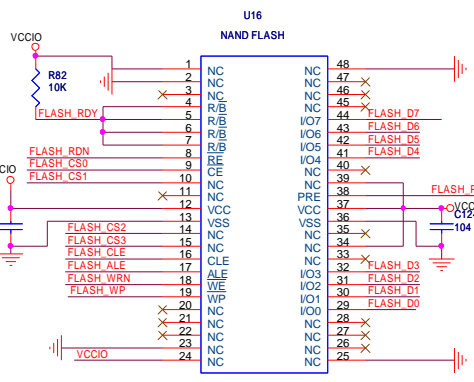 U16
NAND FLASH
VCCIO
R82
10K
FLASH_RDY
FLASH_RDN
FLASH_CS0
FLASH_CS1
FLASH_CS2
FLASH_CS3
FLASH_CLE
FLASH_ALE
FLASH_WRN
FLASH_WP
VCCIO
1 NC
2 NC
3 NC
4 R/B
5 R/B
6 R/B
7 R/B
8 RE
9 CE
10 NC
11 NC
12 VCC
13 VSS
14 NC
15 NC
16 CLE
17 ALE
18 WE
19 WP
20 NC
21 NC
22 NC
23 NC
24 NC
NC 48
NC 47
NC 46
NC 45
I/O7 44 FLASH_D7
I/O6 43 FLASH_D6
I/O5 42 FLASH_D5
I/O4 41 FLASH_D4
NC 40
NC 39
PRE 38
VCC 37
VSS 36
NC 35
NC 34
NC 33
I/O3 32 FLASH_D3
I/O2 31 FLASH_D2
I/O1 30 FLASH_D1
I/O0 29 FLASH_D0
NC 28
NC 27
NC 26
NC 25
104